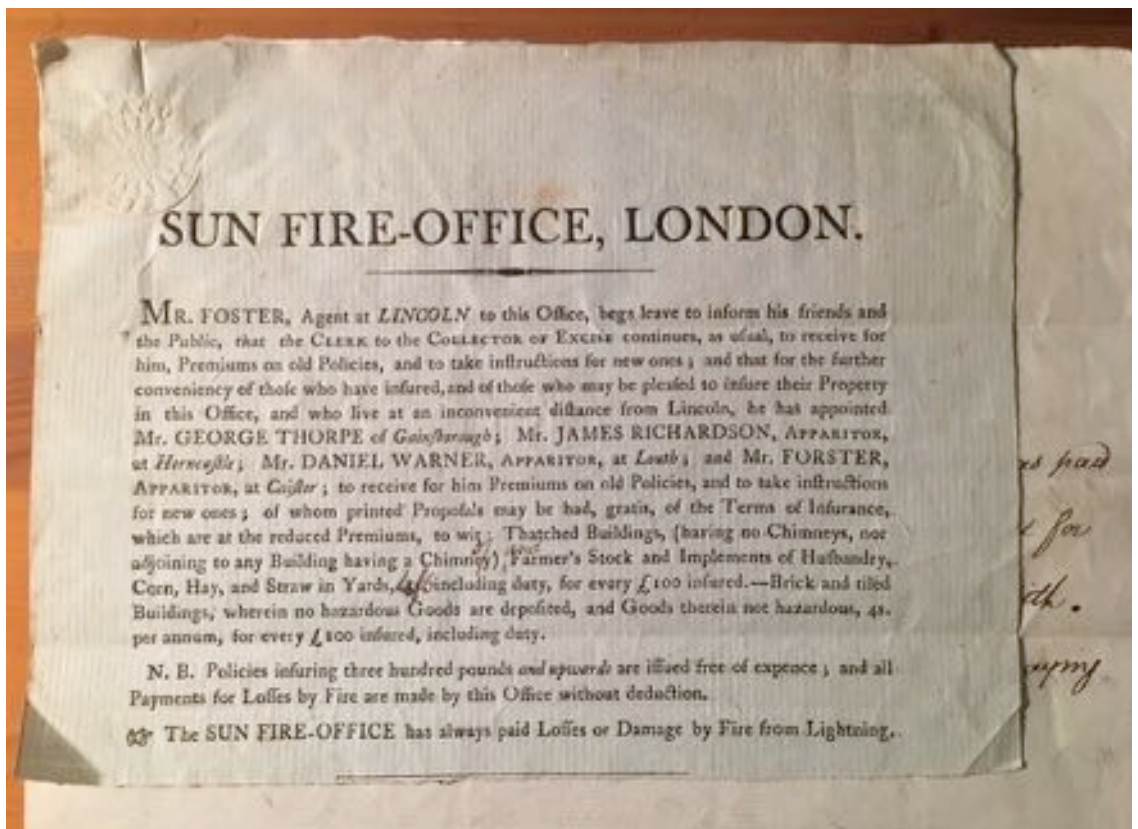 SUN FIRE-OFFICE, LONDON.
MR. FOSTER, Agent at LINCOLN to this Office, begs leave to inform his friends and
the Public, that the CLERK to the COLLECTOR OF EXCISE continues, as uſual, to receive for
him, Premiums on old Policies, and to take inſtructions for new ones; and that for the further
conveniency of thoſe who have inſured, and of thoſe who may be pleaſed to inſure their Property
in this Office, and who live at an inconvenient diſtance from Lincoln, he has appointed
Mr. GEORGE THORPE of Gainſborough; Mr. JAMES RICHARDSON, APPARITOR,
at Horncaſtle; Mr. DANIEL WARNER, APPARITOR, at Louth; and Mr. FORSTER,
APPARITOR, at Caiſtor; to receive for him Premiums on old Policies, and to take inſtructions
for new ones; of whom printed Propoſals may be had, gratis, of the Terms of Inſurance,
which are at the reduced Premiums, to wit; Thatched Buildings, (having no Chimneys, nor
adjoining to any Building having a Chimney) Farmer's Stock and Implements of Huſbandry,
Corn, Hay, and Straw in Yards, including duty, for every £100 inſured.—Brick and tiled
Buildings, wherein no hazardous Goods are depoſited, and Goods therein not hazardous, 4s.
per annum, for every £100 inſured, including duty.
N. B. Policies inſuring three hundred pounds and upwards are iſſued free of expence; and all
Payments for Loſſes by Fire are made by this Office without deduction.
☞ The SUN FIRE-OFFICE has always paid Loſſes or Damage by Fire from Lightning.
paid
for